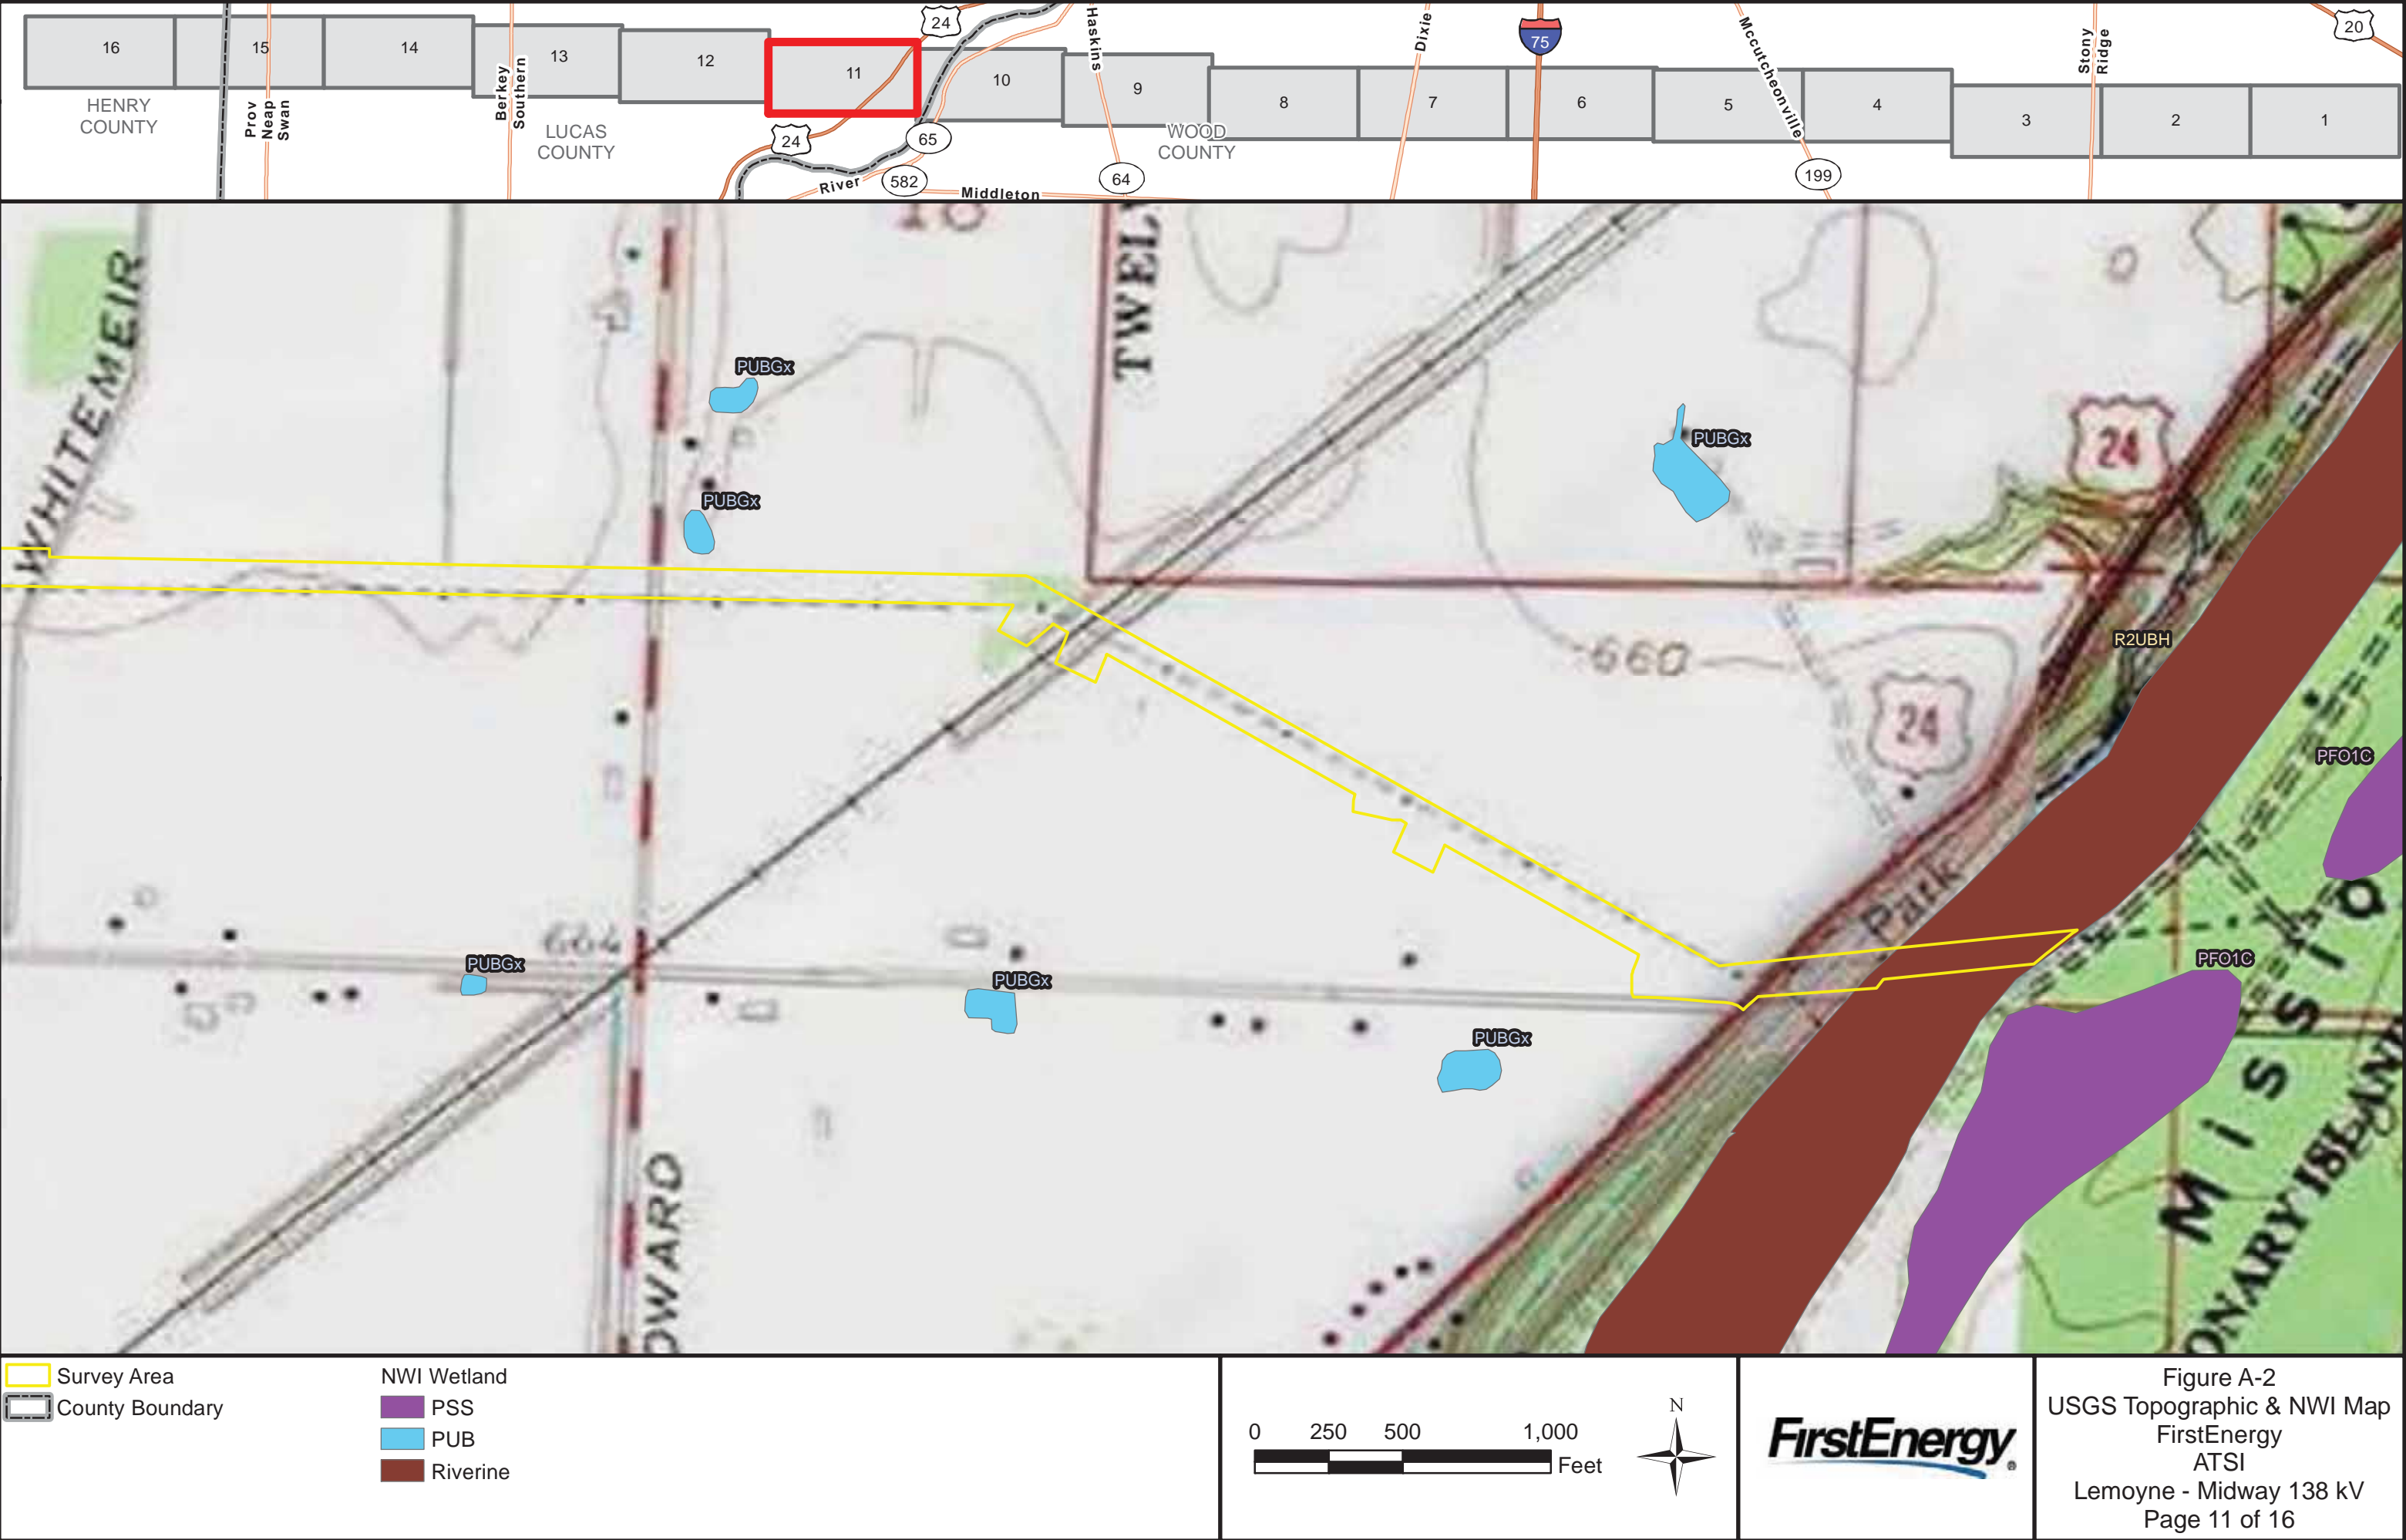 16
15
14
13
12
11
10
9
8
7
6
5
4
3
2
1
24
24
65
582
64
75
199
20
HENRY
COUNTY
LUCAS
COUNTY
WOOD
COUNTY
Prov
Neap
Swan
Berkey
Southern
Haskins
Dixie
Mccutcheonville
Stony
Ridge
River
Middleton
WHITEMEIR
TWELV
PUBGx
PUBGx
PUBGx
24
660
24
R2UBH
PFO1C
Park
664
PUBGx
PUBGx
PUBGx
PFO1C
MISSIO
ONARY ISLAND
OWARD
Survey Area
County Boundary
NWI Wetland
PSS
PUB
Riverine
0 250 500 1,000
Feet
N
FirstEnergy®
Figure A-2
USGS Topographic & NWI Map
FirstEnergy
ATSI
Lemoyne - Midway 138 kV
Page 11 of 16